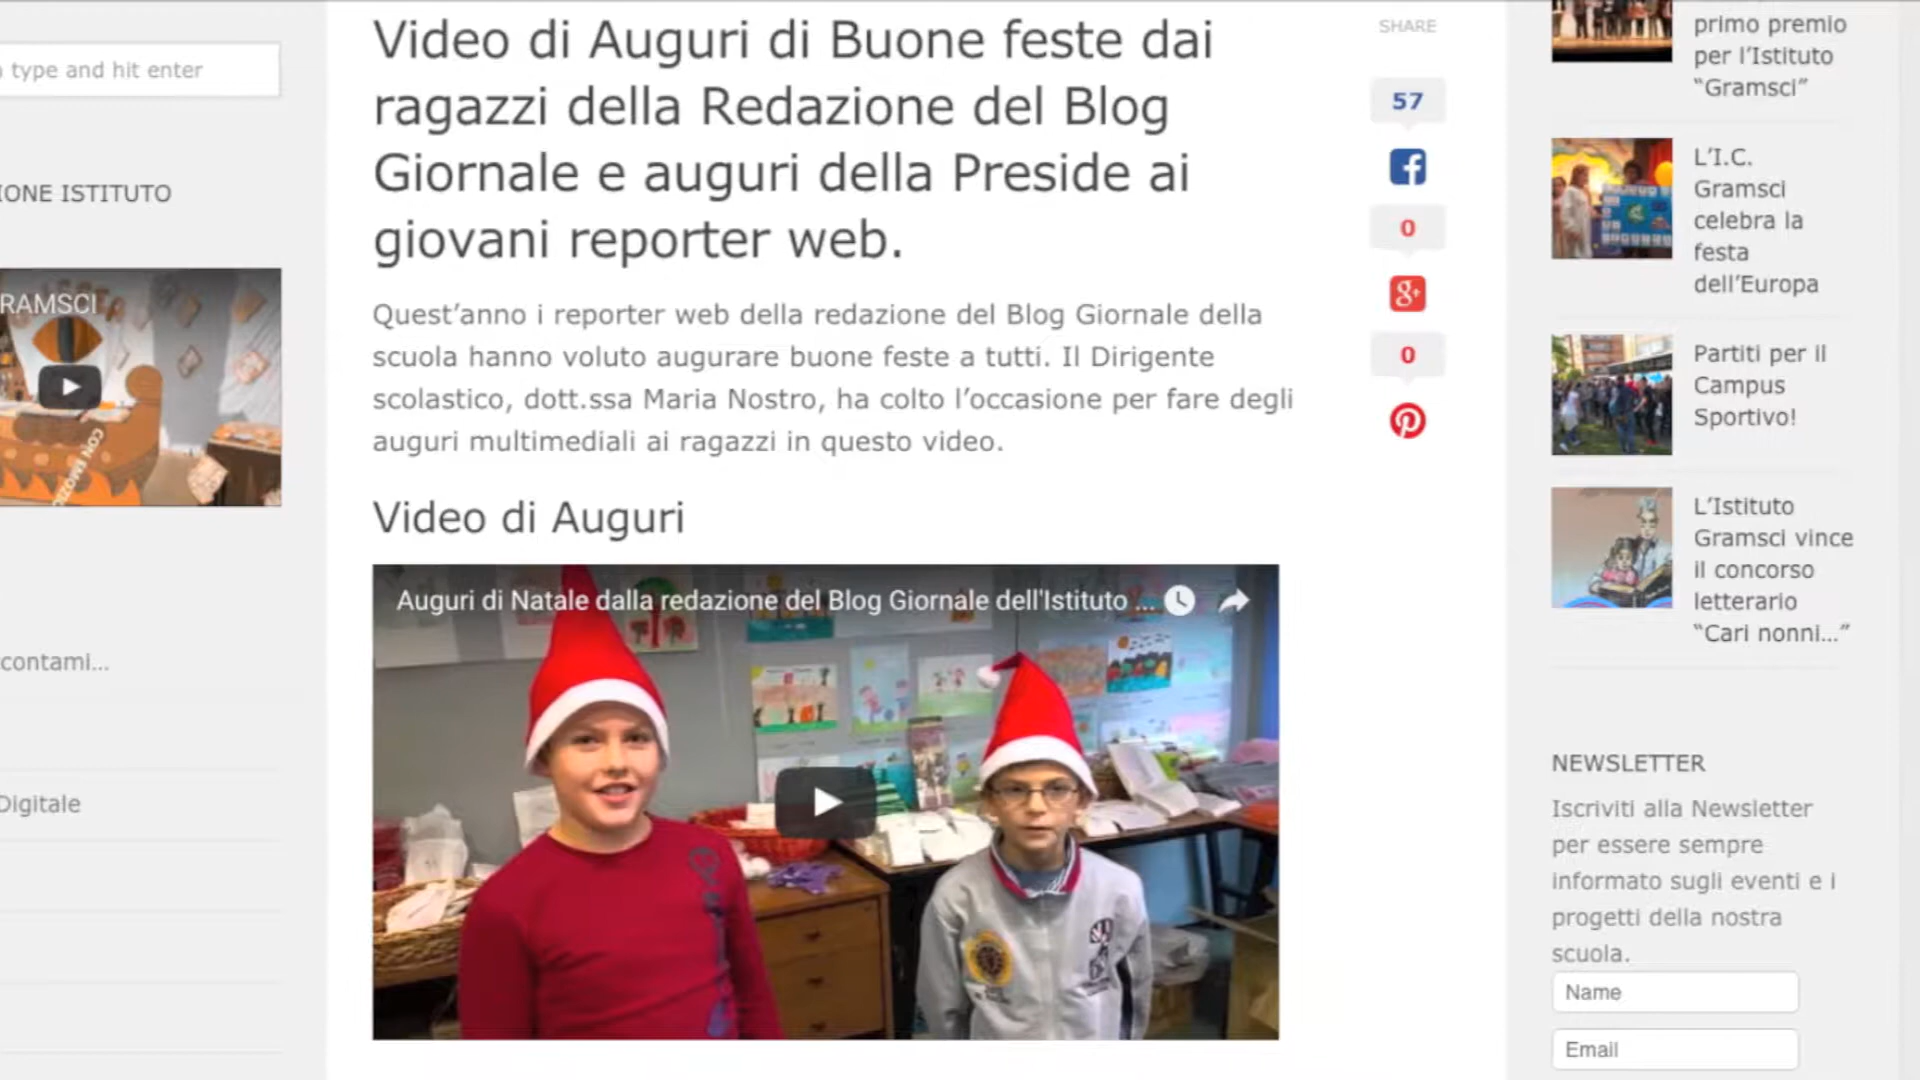 type and hit enter
IONE ISTITUTO
RAMSCI
CON EMOZIO
contami...
Digitale
Video di Auguri di Buone feste dai
ragazzi della Redazione del Blog
Giornale e auguri della Preside ai
giovani reporter web.
Quest’anno i reporter web della redazione del Blog Giornale della
scuola hanno voluto augurare buone feste a tutti. Il Dirigente
scolastico, dott.ssa Maria Nostro, ha colto l’occasione per fare degli
auguri multimediali ai ragazzi in questo video.
Video di Auguri
Auguri di Natale dalla redazione del Blog Giornale dell'Istituto ...
SHARE
57
0
0
primo premio
per l’Istituto
“Gramsci”
L’I.C.
Gramsci
celebra la
festa
dell’Europa
Partiti per il
Campus
Sportivo!
L’Istituto
Gramsci vince
il concorso
letterario
“Cari nonni...”
NEWSLETTER
Iscriviti alla Newsletter
per essere sempre
informato sugli eventi e i
progetti della nostra
scuola.
Name
Email